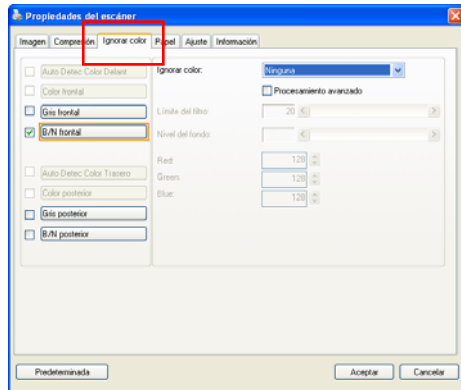 Propiedades del escáner
Imagen Compresión Ignorar color Papel Ajuste Información
Auto Detec Color Delant
Color frontal
Gris frontal
B/N frontal
Auto Detec Color Trasero
Color posterior
Gris posterior
B/N posterior
Ignorar color: Ninguna
Procesamiento avanzado
Límite del filtro: 20
Nivel del fondo:
Red: 128
Green: 128
Blue: 128
Predeterminada Aceptar Cancelar